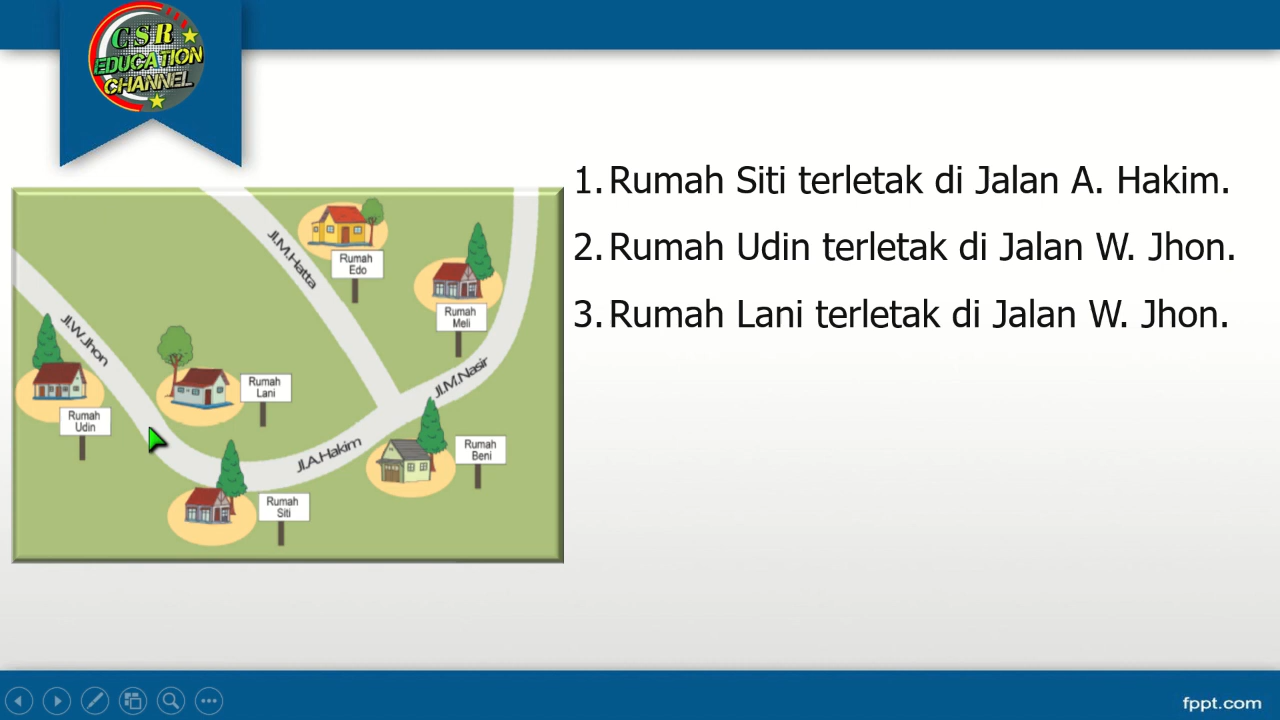 CSR
EDUCATION
CHANNEL
1. Rumah Siti terletak di Jalan A. Hakim.
2. Rumah Udin terletak di Jalan W. Jhon.
3. Rumah Lani terletak di Jalan W. Jhon.
Jl.M.Hatta
Rumah
Edo
Rumah
Meli
Jl.W.Jhon
Rumah
Lani
Jl.M.Nasir
Rumah
Udin
Jl.A.Hakim
Rumah
Beni
Rumah
Siti
fppt.com